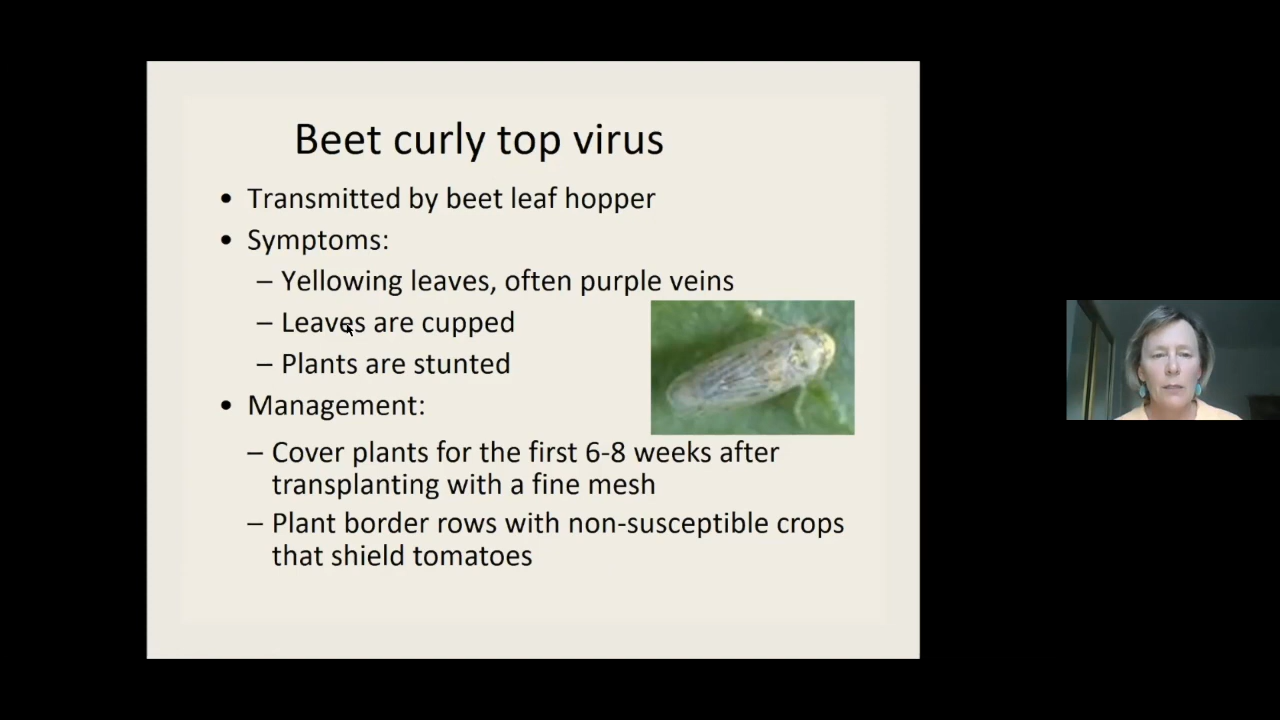 Beet curly top virus
• Transmitted by beet leaf hopper
• Symptoms:
– Yellowing leaves, often purple veins
– Leaves are cupped
– Plants are stunted
• Management:
– Cover plants for the first 6-8 weeks after
transplanting with a fine mesh
– Plant border rows with non-susceptible crops
that shield tomatoes